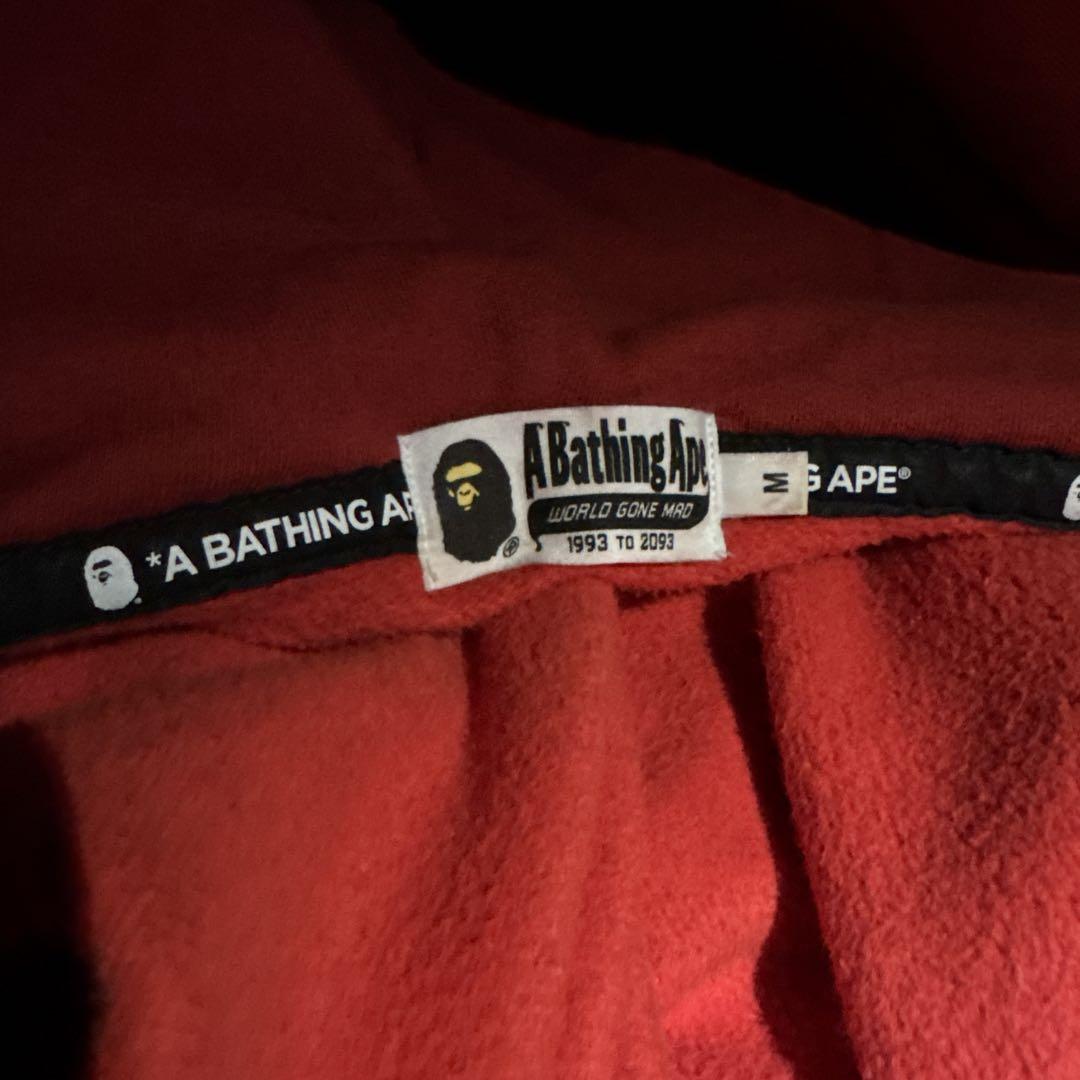 *A BATHING AP
A Bathing Ape
WORLD GONE MAD
1993 TO 2093
M
G APE®